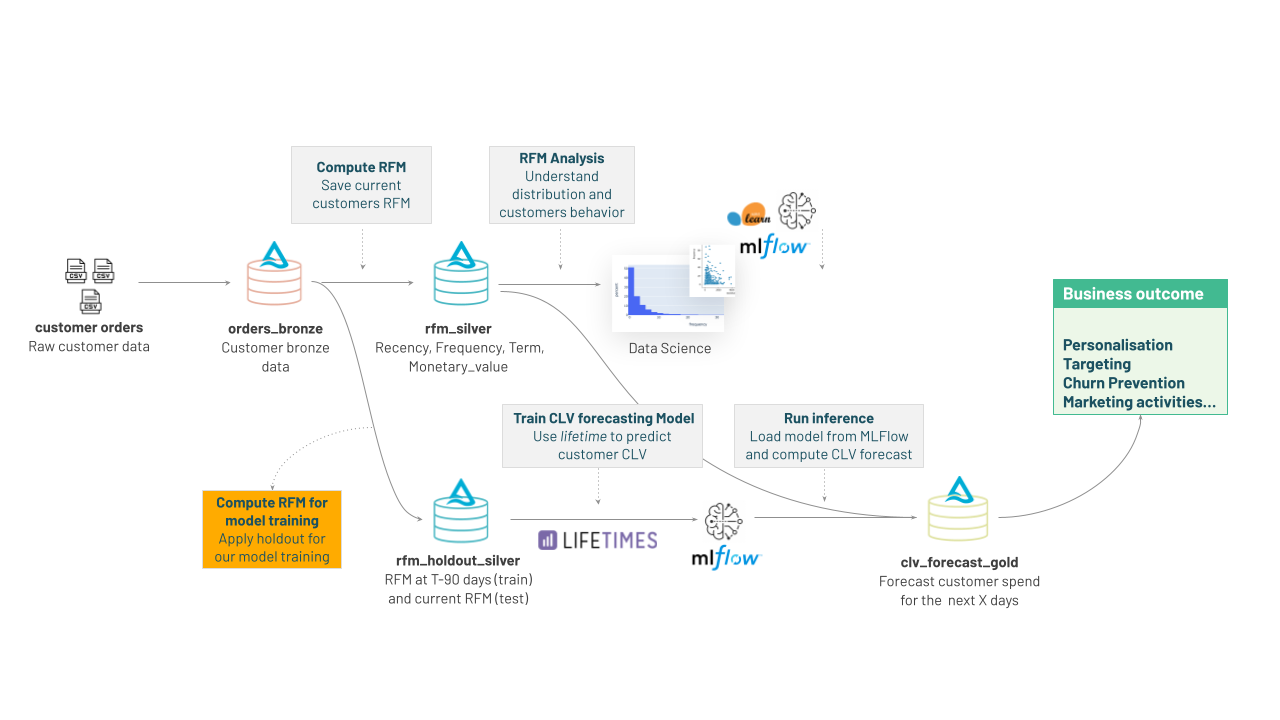 Compute RFM
Save current
customers RFM
RFM Analysis
Understand
distribution and
customers behavior
learn
mlflow
CSV
CSV
CSV
customer orders
Raw customer data
orders_bronze
Customer bronze
data
rfm_silver
Recency, Frequency, Term,
Monetary_value
Data Science
Business outcome
Personalisation
Targeting
Churn Prevention
Marketing activities...
Train CLV forecasting Model
Use lifetime to predict
customer CLV
Run inference
Load model from MLFlow
and compute CLV forecast
Compute RFM for
model training
Apply holdout for
our model training
rfm_holdout_silver
RFM at T-90 days (train)
and current RFM (test)
LIFETIMES
mlflow
clv_forecast_gold
Forecast customer spend
for the next X days